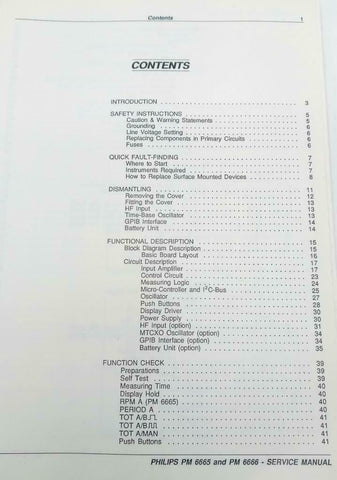 Contents 1
CONTENTS
INTRODUCTION 3
SAFETY INSTRUCTIONS 5
Caution & Warning Statements 5
Grounding 6
Line Voltage Setting 6
Replacing Components in Primary Circuits 6
Fuses 6
QUICK FAULT-FINDING 7
Where to Start 7
Instruments Required 7
How to Replace Surface Mounted Devices 8
DISMANTLING 11
Removing the Cover 12
Fitting the Cover 13
HF Input 13
Time-Base Oscillator 13
GPIB Interface 14
Battery Unit 14
FUNCTIONAL DESCRIPTION 15
Block Diagram Description 15
Basic Board Layout 16
Circuit Description 17
Input Amplifier 17
Control Circuit 23
Measuring Logic 24
Micro-Controller and I²C-Bus 25
Oscillator 27
Push Buttons 28
Display Driver 30
Power Supply 30
HF Input (option) 31
MTCXO Oscillator (option) 34
GPIB Interface (option) 34
Battery Unit (option) 35
FUNCTION CHECK 39
Preparations 39
Self Test 39
Measuring Time 40
Display Hold 40
RPM A (PM 6665) 40
PERIOD A 40
TOT A/B 41
TOT A/B 41
TOT A/MAN 41
Push Buttons 41
PHILIPS PM 6665 and PM 6666 - SERVICE MANUAL